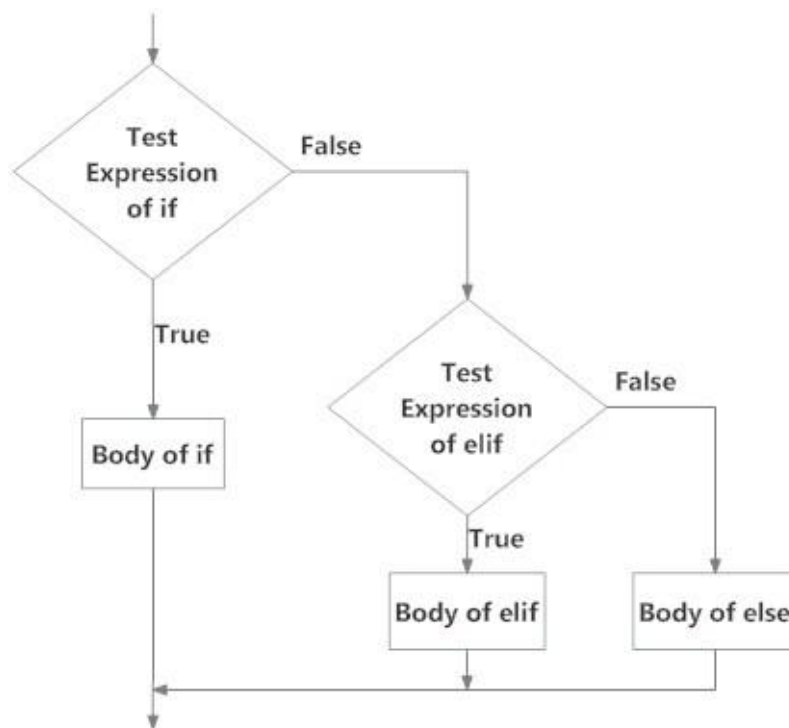 Test
Expression
of if
False
True
Body of if
Test
Expression
of elif
False
True
Body of elif
Body of else